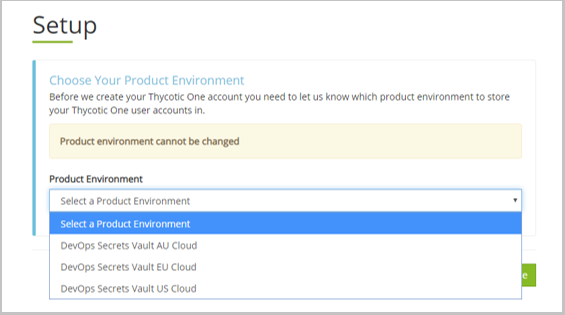 Setup
Choose Your Product Environment
Before we create your Thycotic One account you need to let us know which product environment to store
your Thycotic One user accounts in.
Product environment cannot be changed
Product Environment
Select a Product Environment
Select a Product Environment
DevOps Secrets Vault AU Cloud
DevOps Secrets Vault EU Cloud
DevOps Secrets Vault US Cloud